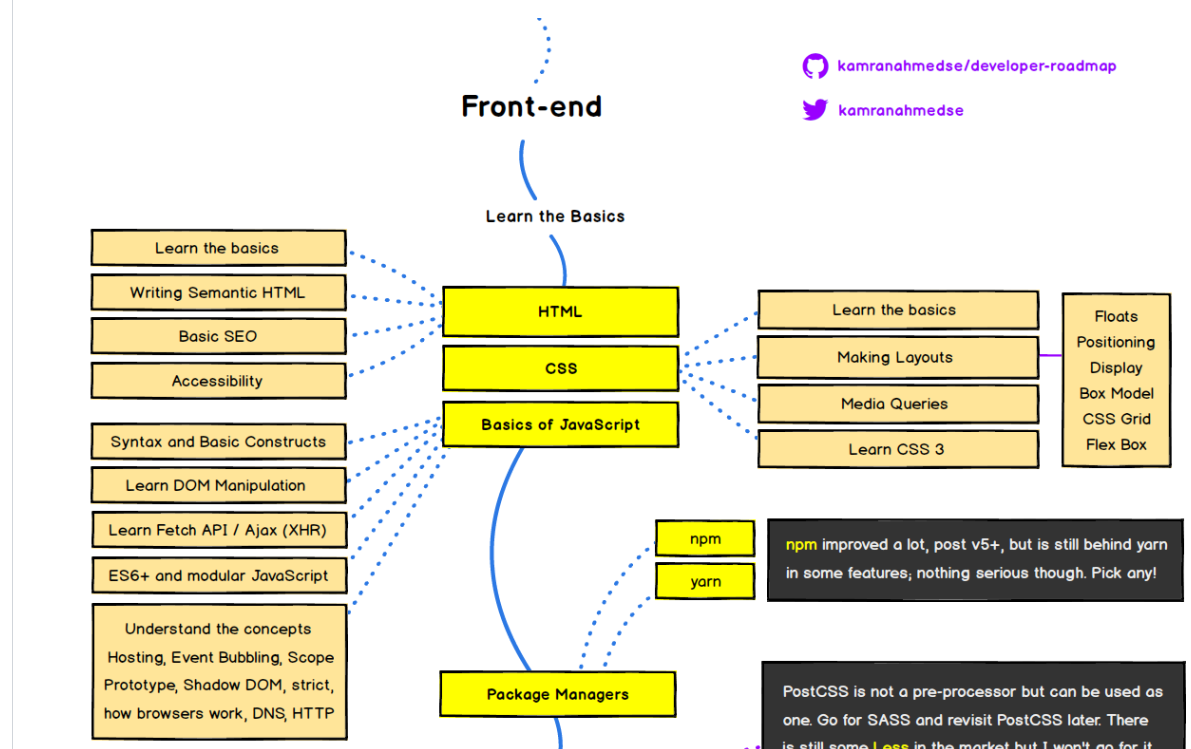 kamranahmedse/developer-roadmap
Front-end
kamranahmedse
Learn the Basics
Learn the basics
Writing Semantic HTML
Basic SEO
Accessibility
HTML
CSS
Basics of JavaScript
Learn the basics
Making Layouts
Media Queries
Learn CSS 3
Floats
Positioning
Display
Box Model
CSS Grid
Flex Box
Syntax and Basic Constructs
Learn DOM Manipulation
Learn Fetch API / Ajax (XHR)
ES6+ and modular JavaScript
Understand the concepts
Hosting, Event Bubbling, Scope
Prototype, Shadow DOM, strict,
how browsers work, DNS, HTTP
npm
yarn
npm improved a lot, post v5+, but is still behind yarn
in some features; nothing serious though. Pick any!
Package Managers
PostCSS is not a pre-processor but can be used as
one. Go for SASS and revisit PostCSS later. There
is still some Less in the market but I won't go for it